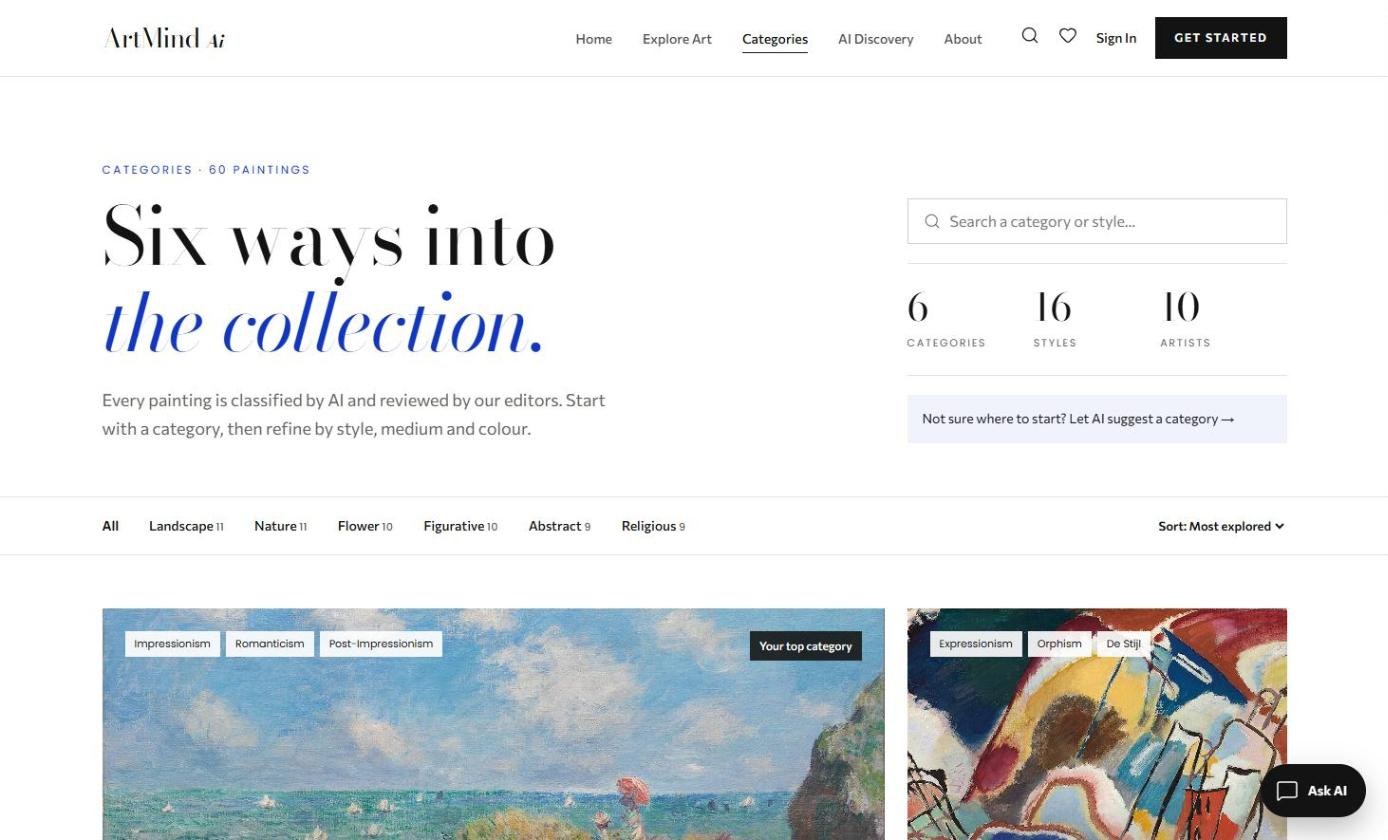 ArtMind Ai
Home Explore Art Categories AI Discovery About Sign In GET STARTED
CATEGORIES · 60 PAINTINGS
Six ways into
the collection.
Every painting is classified by AI and reviewed by our editors. Start
with a category, then refine by style, medium and colour.
Search a category or style...
6 16 10
CATEGORIES STYLES ARTISTS
Not sure where to start? Let AI suggest a category →
All Landscape 11 Nature 11 Flower 10 Figurative 10 Abstract 9 Religious 9 Sort: Most explored
Impressionism Romanticism Post-Impressionism Your top category
Expressionism Orphism De Stijl
Ask AI